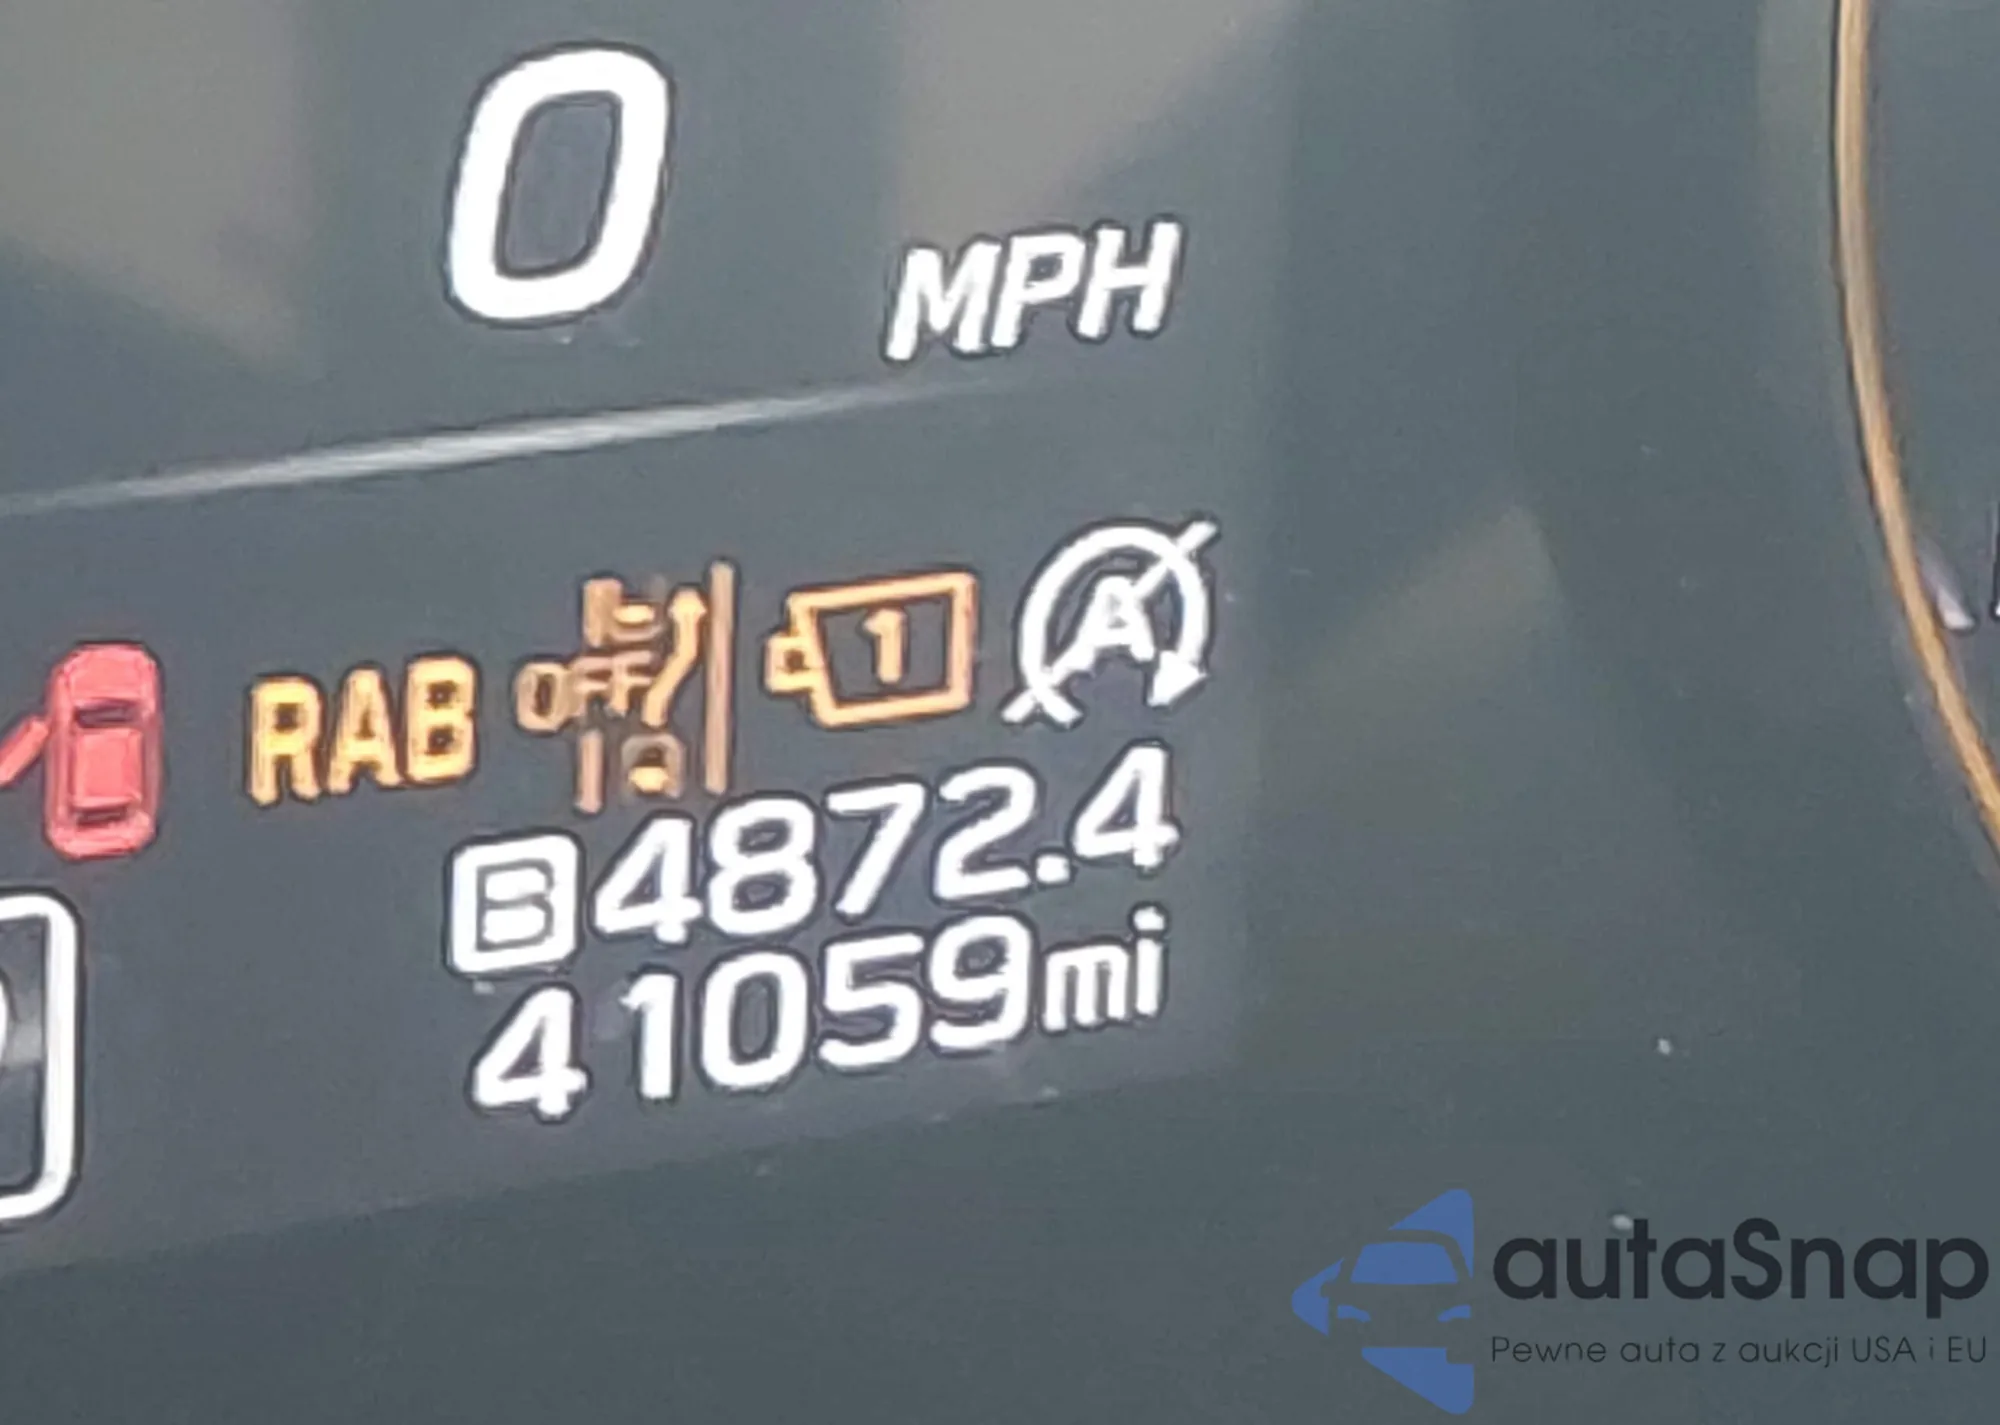 0
MPH
RAB
OFF
1
A
B 4872.4
41059mi
autaSnap
Pewne auta z aukcji USA i EU